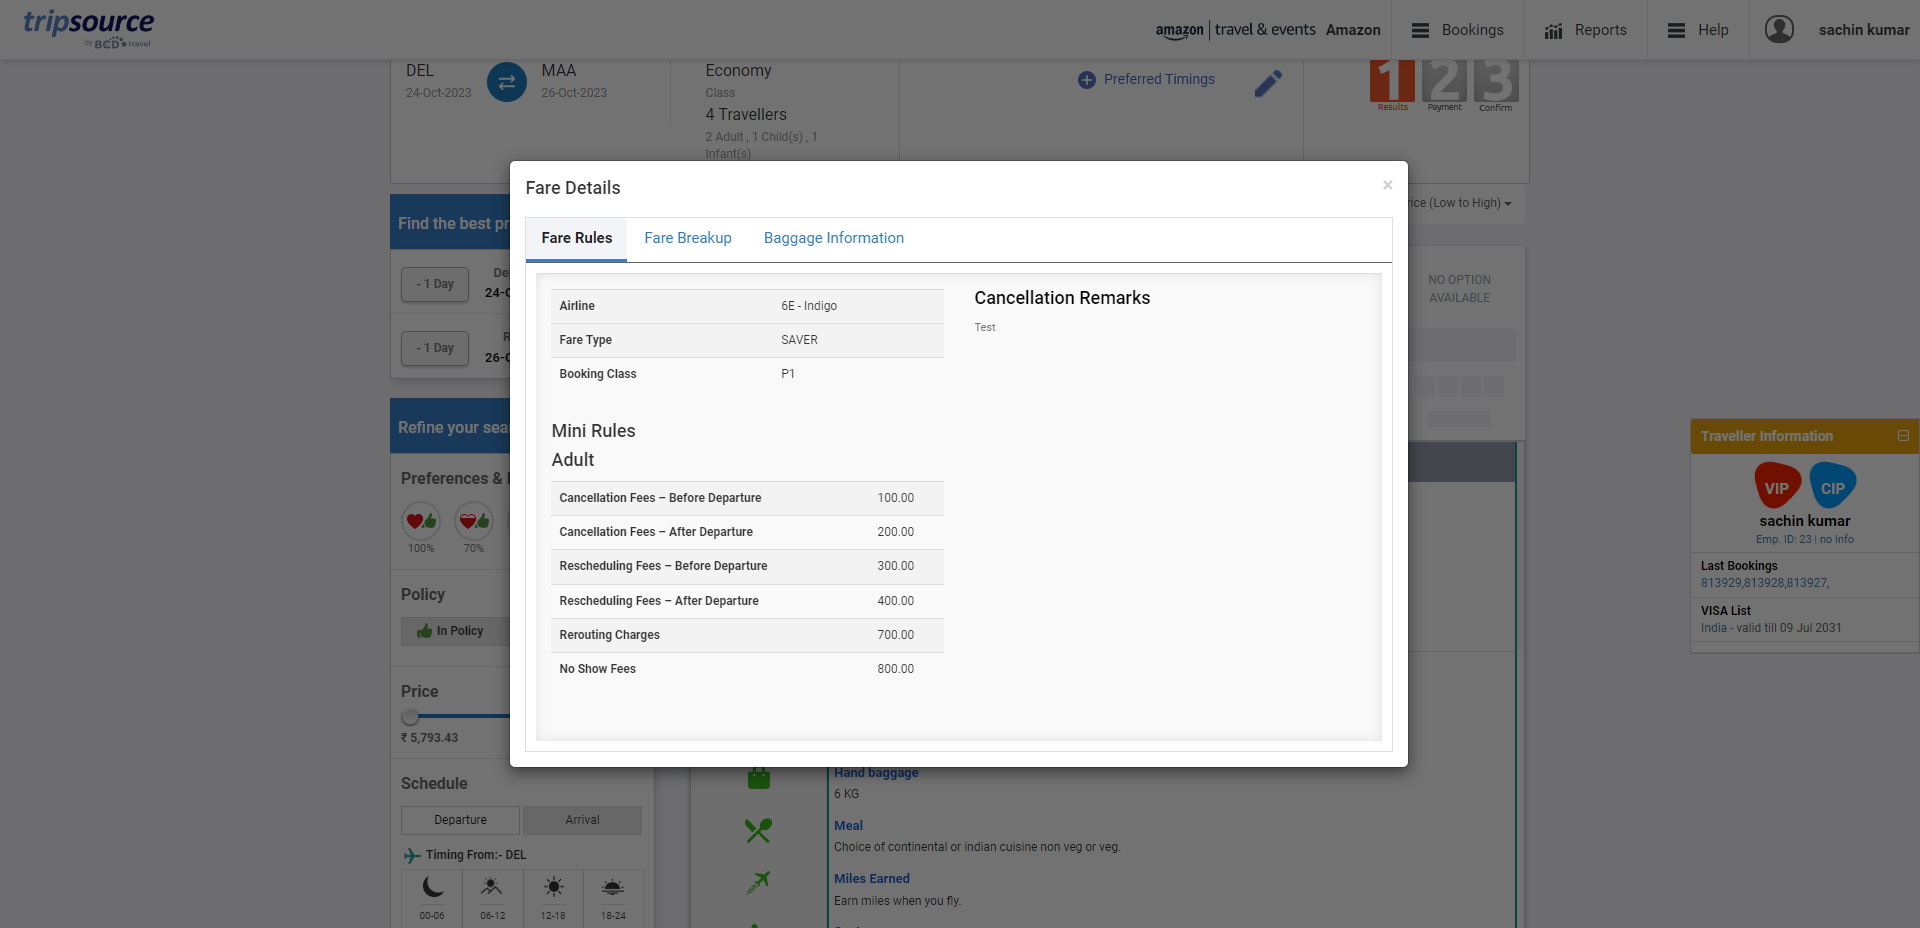 tripsource
by BCD travel
amazon | travel & events Amazon
Bookings
Reports
Help
sachin kumar
DEL
24-Oct-2023
MAA
26-Oct-2023
Economy
Class
4 Travellers
2 Adult , 1 Child(s) , 1
Infant(s)
Preferred Timings
1 2 3
Results Payment Confirm
Fare Details
×
Fare Rules
Fare Breakup
Baggage Information
Airline 6E - Indigo
Fare Type SAVER
Booking Class P1
Cancellation Remarks
Test
Mini Rules
Adult
Cancellation Fees – Before Departure 100.00
Cancellation Fees – After Departure 200.00
Rescheduling Fees – Before Departure 300.00
Rescheduling Fees – After Departure 400.00
Rerouting Charges 700.00
No Show Fees 800.00
Find the best pr
- 1 Day
De
24-O
- 1 Day
R
26-O
Refine your sea
Preferences &
100%
70%
Policy
In Policy
Price
₹ 5,793.43
Schedule
Departure
Arrival
Timing From:- DEL
00-06
06-12
12-18
18-24
rice (Low to High)
NO OPTION
AVAILABLE
Hand baggage
6 KG
Meal
Choice of continental or indian cuisine non veg or veg.
Miles Earned
Earn miles when you fly.
Traveller Information
VIP
CIP
sachin kumar
Emp. ID: 23 | no Info
Last Bookings
813929,813928,813927,
VISA List
India - valid till 09 Jul 2031